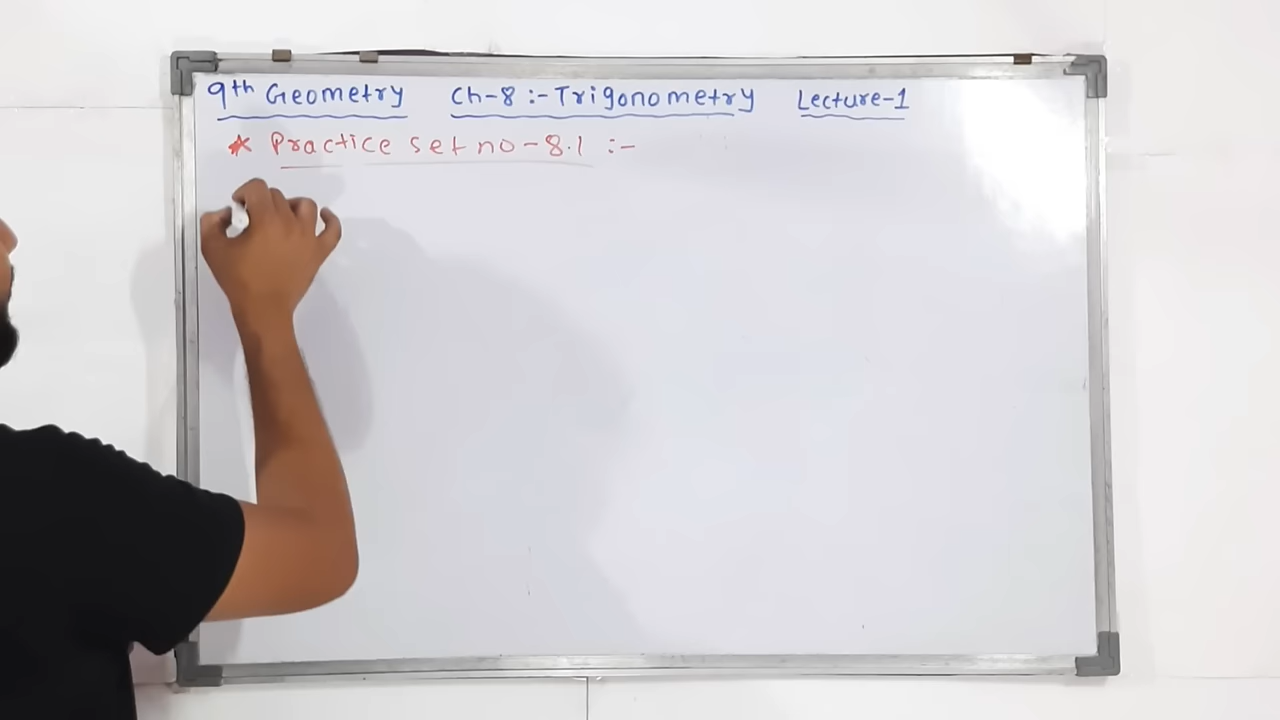 9th Geometry Ch-8 :- Trigonometry Lecture-1
* Practice set no - 8.1 :-